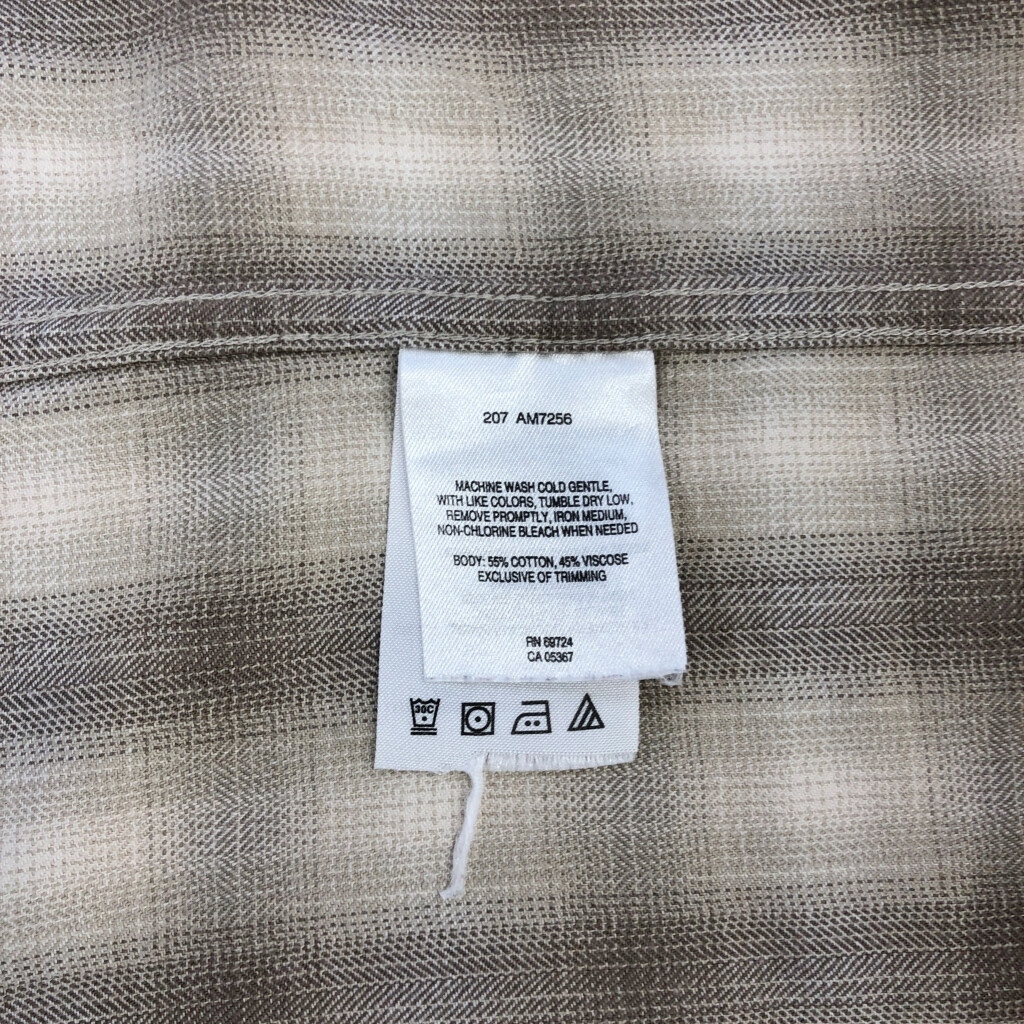 207 AM7256
MACHINE WASH COLD GENTLE,
WITH LIKE COLORS, TUMBLE DRY LOW,
REMOVE PROMPTLY, IRON MEDIUM,
NON-CHLORINE BLEACH WHEN NEEDED
BODY: 55% COTTON, 45% VISCOSE
EXCLUSIVE OF TRIMMING
RN 69724
CA 05367
30C